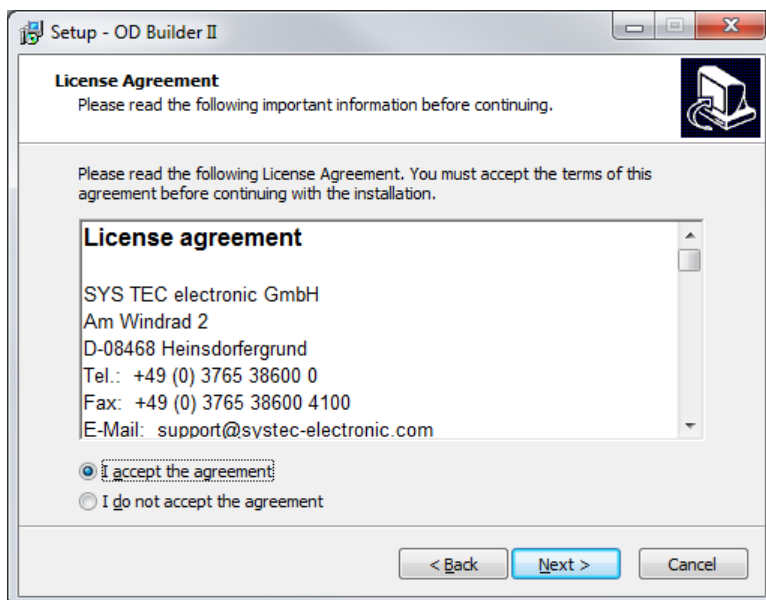 Setup - OD Builder II
License Agreement
Please read the following important information before continuing.
Please read the following License Agreement. You must accept the terms of this
agreement before continuing with the installation.
License agreement
SYS TEC electronic GmbH
Am Windrad 2
D-08468 Heinsdorfergrund
Tel.: +49 (0) 3765 38600 0
Fax: +49 (0) 3765 38600 4100
E-Mail: support@systec-electronic.com
I accept the agreement
I do not accept the agreement
< Back Next > Cancel